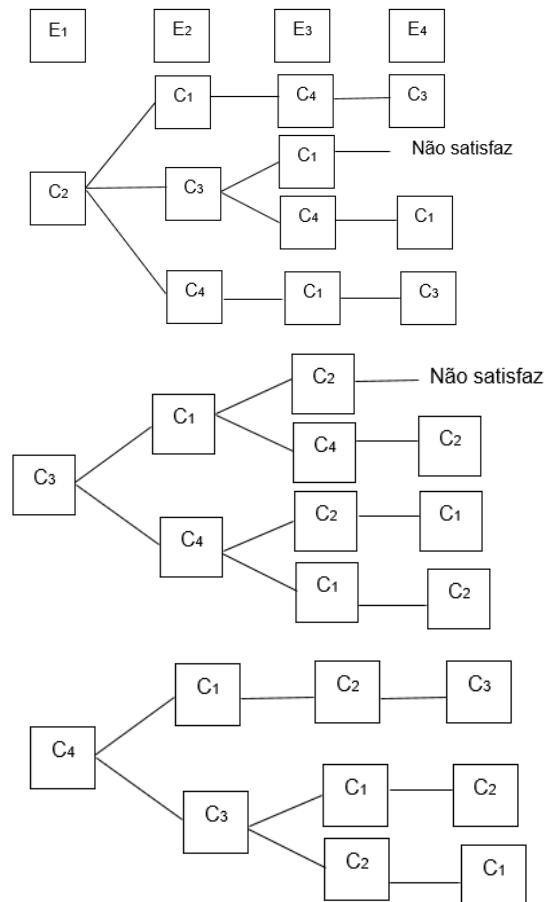 E₁ E₂ E₃ E₄
C₁ C₄ C₃
C₁ Não satisfaz
C₂ C₃
C₄ C₁
C₄ C₁ C₃
C₂ Não satisfaz
C₁
C₄ C₂
C₃
C₂ C₁
C₄
C₁ C₂
C₁ C₂ C₃
C₄
C₁ C₂
C₃
C₂ C₁